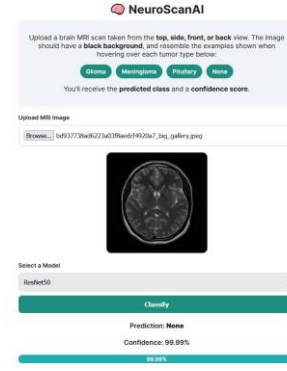 NeuroScanAI
Upload a brain MRI scan taken from the top, side, front, or back view. The image
should have a black background, and resemble the examples shown when
hovering over each tumor type below:
Glioma Meningioma Pituitary None
You'll receive the predicted class and a confidence score.
Upload MRI Image
Browse... bd937738ad6223a03f8aedcf4920a7_big_gallery.jpeg
Select a Model
ResNet50
Classify
Prediction: None
Confidence: 99.99%
99.99%